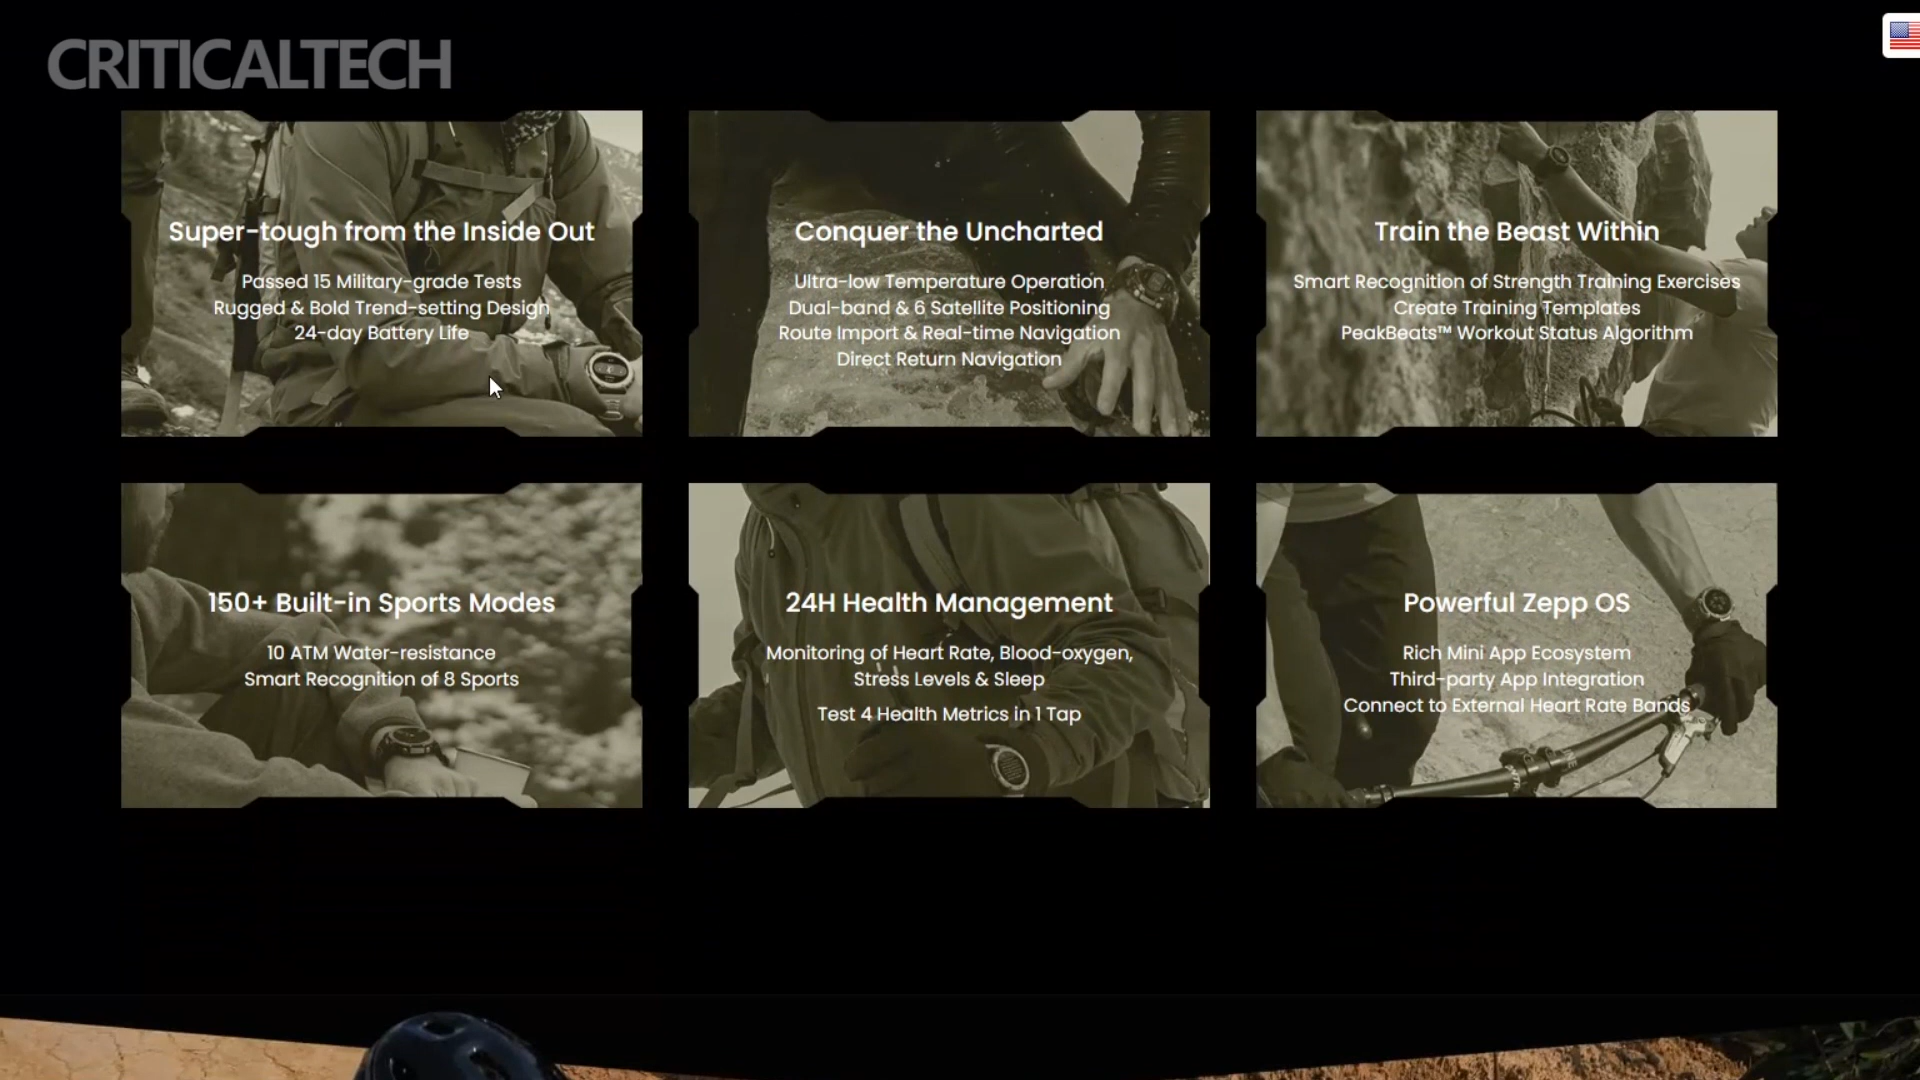 CRITICALTECH
Super-tough from the Inside Out
Passed 15 Military-grade Tests
Rugged & Bold Trend-setting Design
24-day Battery Life
Conquer the Uncharted
Ultra-low Temperature Operation
Dual-band & 6 Satellite Positioning
Route Import & Real-time Navigation
Direct Return Navigation
Train the Beast Within
Smart Recognition of Strength Training Exercises
Create Training Templates
PeakBeats™ Workout Status Algorithm
150+ Built-in Sports Modes
10 ATM Water-resistance
Smart Recognition of 8 Sports
24H Health Management
Monitoring of Heart Rate, Blood-oxygen,
Stress Levels & Sleep
Test 4 Health Metrics in 1 Tap
Powerful Zepp OS
Rich Mini App Ecosystem
Third-party App Integration
Connect to External Heart Rate Bands